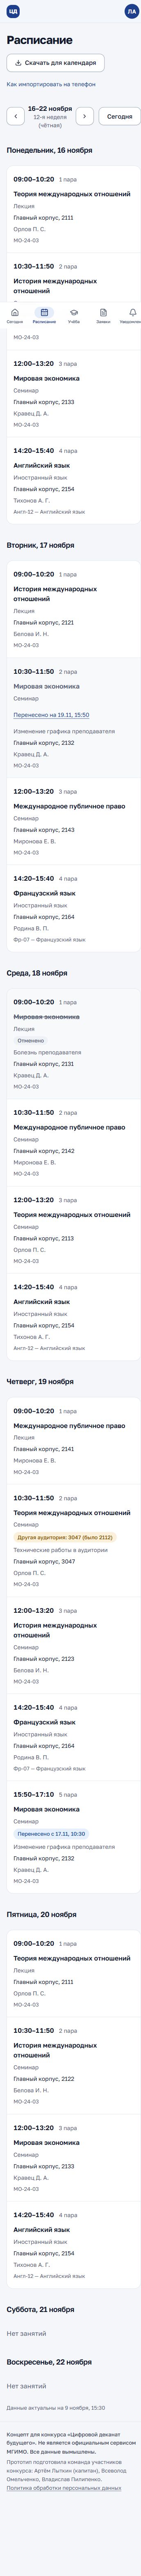 ЦД
ЛА
Расписание
Скачать для календаря
Как импортировать на телефон
16–22 ноября
12-я неделя
(чётная)
Сегодня
Понедельник, 16 ноября
09:00–10:20 1 пара
Теория международных отношений
Лекция
Главный корпус, 2111
Орлов П. С.
МО-24-03
10:30–11:50 2 пара
История международных
отношений
Сегодня
Расписание
Учёба
Заявки
МО-24-03
12:00–13:20 3 пара
Мировая экономика
Семинар
Главный корпус, 2133
Кравец Д. А.
МО-24-03
14:20–15:40 4 пара
Английский язык
Иностранный язык
Главный корпус, 2154
Тихонов А. Г.
Англ-12 — Английский язык
Вторник, 17 ноября
09:00–10:20 1 пара
История международных
отношений
Лекция
Главный корпус, 2121
Белова И. Н.
МО-24-03
10:30–11:50 2 пара
Мировая экономика
Семинар
Перенесено на 19.11, 15:50
Изменение графика преподавателя
Главный корпус, 2132
Кравец Д. А.
МО-24-03
12:00–13:20 3 пара
Международное публичное право
Семинар
Главный корпус, 2143
Миронова Е. В.
МО-24-03
14:20–15:40 4 пара
Французский язык
Иностранный язык
Главный корпус, 2164
Родина В. П.
Фр-07 — Французский язык
Среда, 18 ноября
09:00–10:20 1 пара
Мировая экономика
Лекция
Отменено
Болезнь преподавателя
Главный корпус, 2131
Кравец Д. А.
МО-24-03
10:30–11:50 2 пара
Международное публичное право
Семинар
Главный корпус, 2142
Миронова Е. В.
МО-24-03
12:00–13:20 3 пара
Теория международных отношений
Семинар
Главный корпус, 2113
Орлов П. С.
МО-24-03
14:20–15:40 4 пара
Английский язык
Иностранный язык
Главный корпус, 2154
Тихонов А. Г.
Англ-12 — Английский язык
Четверг, 19 ноября
09:00–10:20 1 пара
Международное публичное право
Лекция
Главный корпус, 2141
Миронова Е. В.
МО-24-03
10:30–11:50 2 пара
Теория международных отношений
Семинар
Другая аудитория: 3047 (было 2112)
Технические работы в аудитории
Главный корпус, 3047
Орлов П. С.
МО-24-03
12:00–13:20 3 пара
История международных
отношений
Семинар
Главный корпус, 2123
Белова И. Н.
МО-24-03
14:20–15:40 4 пара
Французский язык
Иностранный язык
Главный корпус, 2164
Родина В. П.
Фр-07 — Французский язык
15:50–17:10 5 пара
Мировая экономика
Семинар
Перенесено с 17.11, 10:30
Изменение графика преподавателя
Главный корпус, 2132
Кравец Д. А.
МО-24-03
Пятница, 20 ноября
09:00–10:20 1 пара
Теория международных отношений
Лекция
Главный корпус, 2111
Орлов П. С.
МО-24-03
10:30–11:50 2 пара
История международных
отношений
Семинар
Главный корпус, 2122
Белова И. Н.
МО-24-03
12:00–13:20 3 пара
Мировая экономика
Семинар
Главный корпус, 2133
Кравец Д. А.
МО-24-03
14:20–15:40 4 пара
Английский язык
Иностранный язык
Главный корпус, 2154
Тихонов А. Г.
Англ-12 — Английский язык
Суббота, 21 ноября
Нет занятий
Воскресенье, 22 ноября
Нет занятий
Данные актуальны на 9 ноября, 15:30
Концепт для конкурса «Цифровой деканат
будущего». Не является официальным сервисом
МГИМО. Все данные вымышлены.
Прототип подготовила команда участников
конкурса: Артём Лыткин (капитан), Всеволод
Омельченко, Владислав Пилипенко.
Политика обработки персональных данных